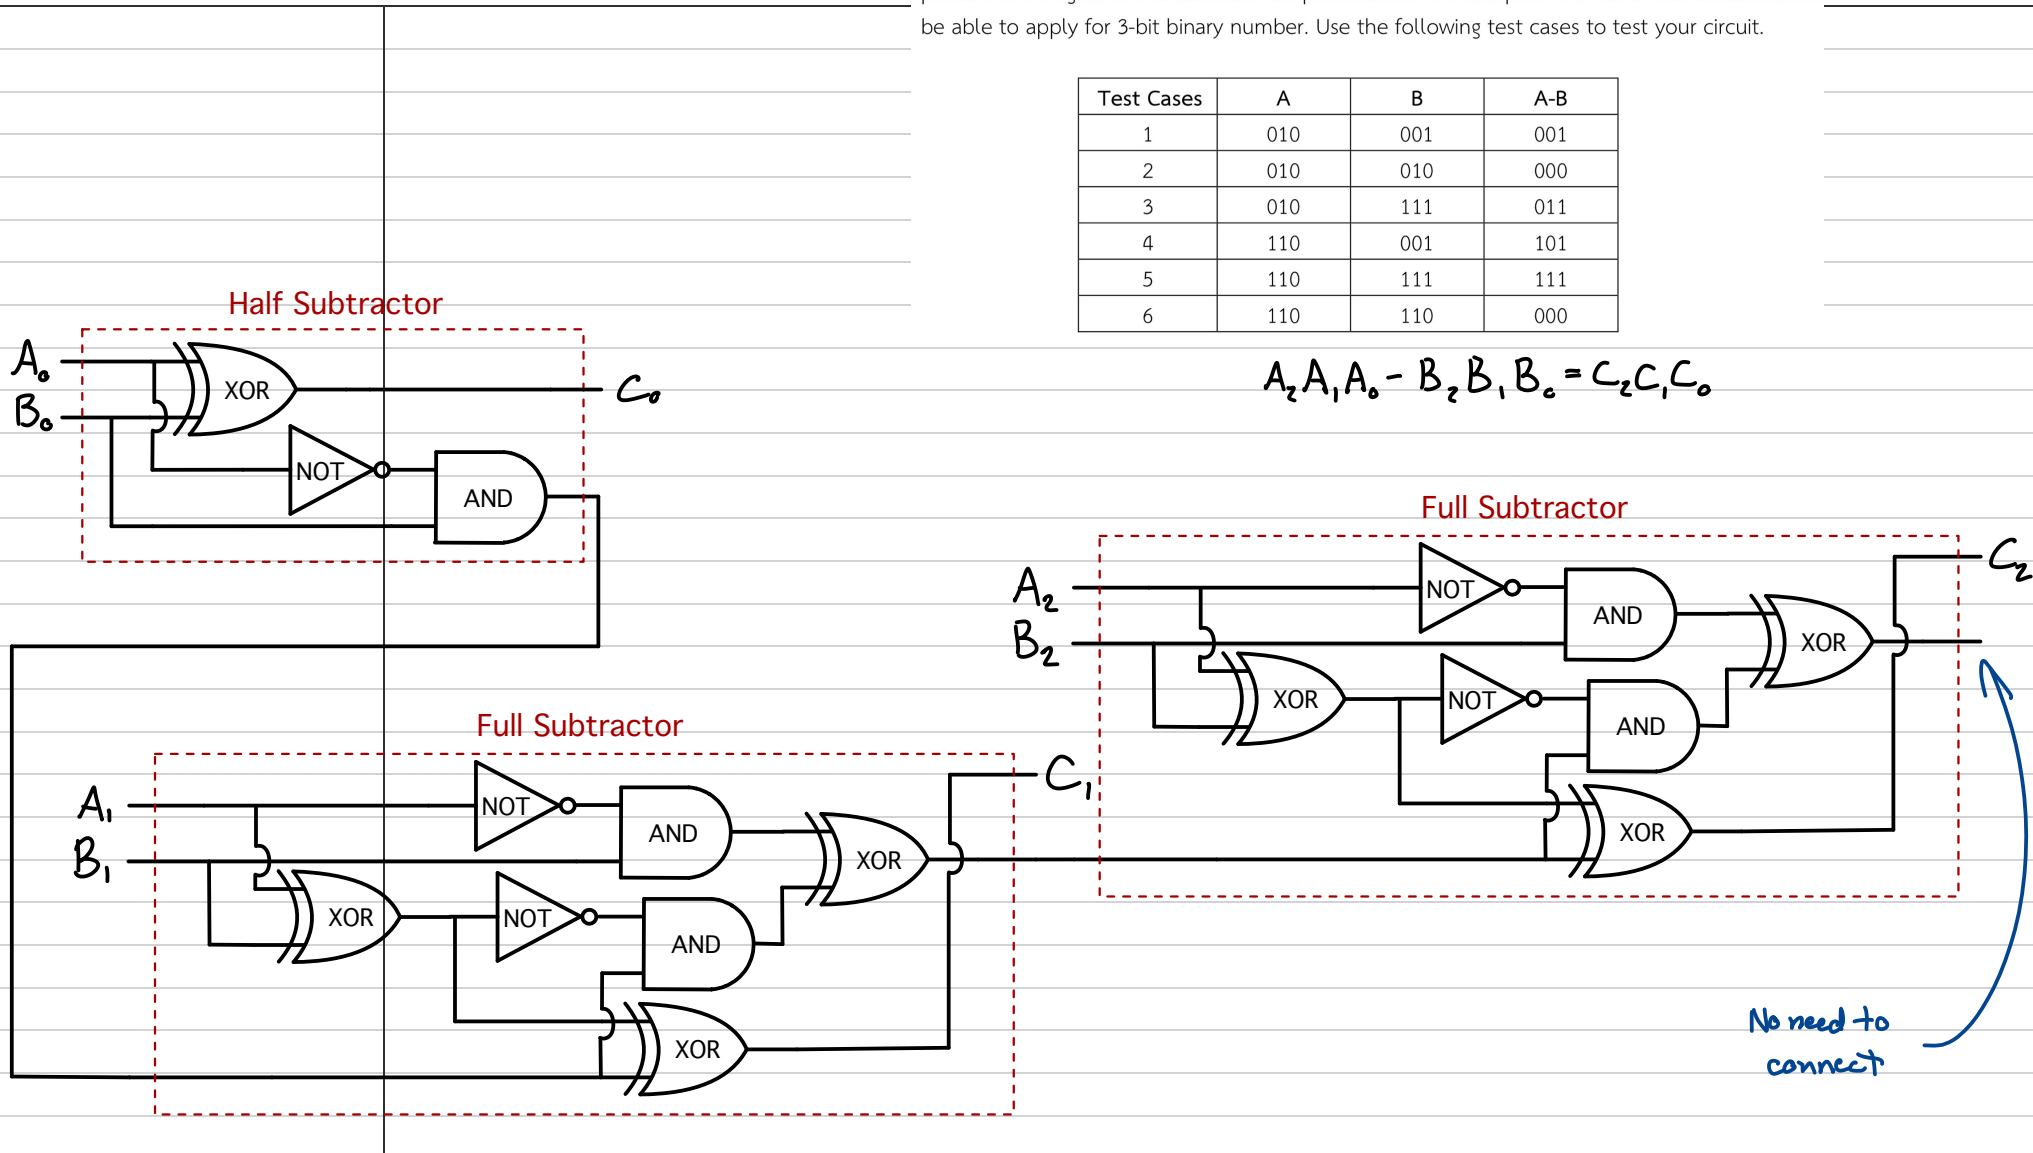 be able to apply for 3-bit binary number. Use the following test cases to test your circuit.
Test Cases A B A-B
1 010 001 001
2 010 010 000
3 010 111 011
4 110 001 101
5 110 111 111
6 110 110 000
A₂A₁A₀ - B₂B₁B₀ = C₂C₁C₀
Half Subtractor
A₀
B₀
XOR
C₀
NOT
AND
Full Subtractor
A₁
B₁
NOT
AND
XOR
C₁
XOR
NOT
AND
XOR
Full Subtractor
A₂
B₂
NOT
AND
XOR
C₂
XOR
NOT
AND
XOR
No need to
connect